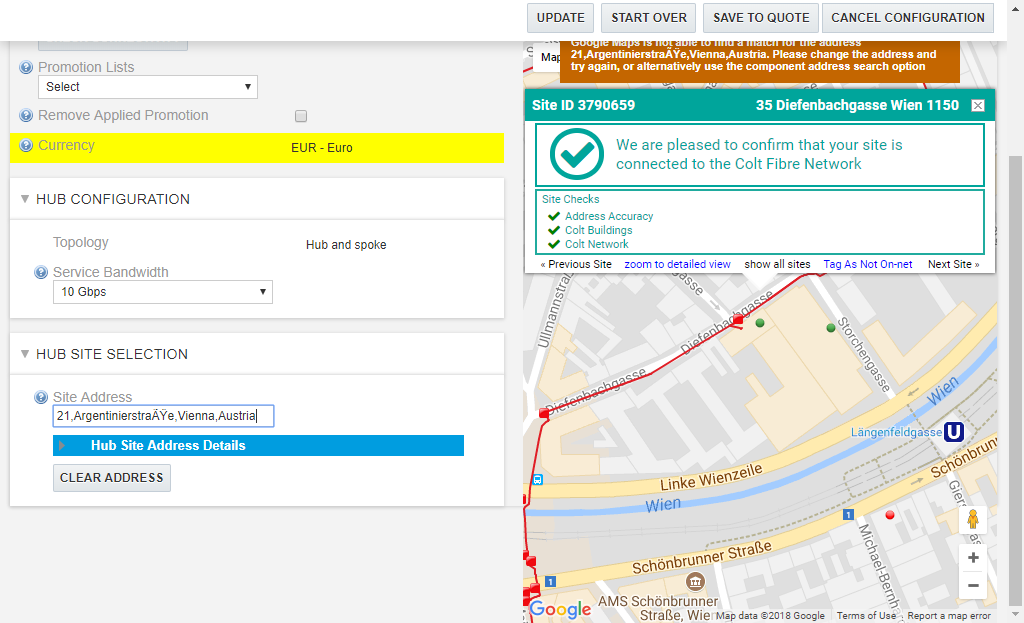 UPDATE
START OVER
SAVE TO QUOTE
CANCEL CONFIGURATION
Promotion Lists
Select
Remove Applied Promotion
Currency
EUR - Euro
HUB CONFIGURATION
Topology
Hub and spoke
Service Bandwidth
10 Gbps
HUB SITE SELECTION
Site Address
21,ArgentinierstraÃŸe,Vienna,Austria
Hub Site Address Details
CLEAR ADDRESS
Map
Google Maps is not able to find a match for the address
21,ArgentinierstraÃŸe,Vienna,Austria. Please change the address and
try again, or alternatively use the component address search option
Site ID 3790659
35 Diefenbachgasse Wien 1150
We are pleased to confirm that your site is
connected to the Colt Fibre Network
Site Checks
Address Accuracy
Colt Buildings
Colt Network
« Previous Site
zoom to detailed view
show all sites
Tag As Not On-net
Next Site »
Ullmannstraß
gasse
Diefenbachgasse
Storchengasse
Diefenbachgasse
Wien
Längenfeldgasse
U
Schönbrunn
Linke Wienzeile
Wien
Giers
1
Schönbrunner Straße
Michael-Bernh
1
AMS Schönbrunner
Straße, Wien
Google
Map data ©2018 Google
Terms of Use
Report a map error